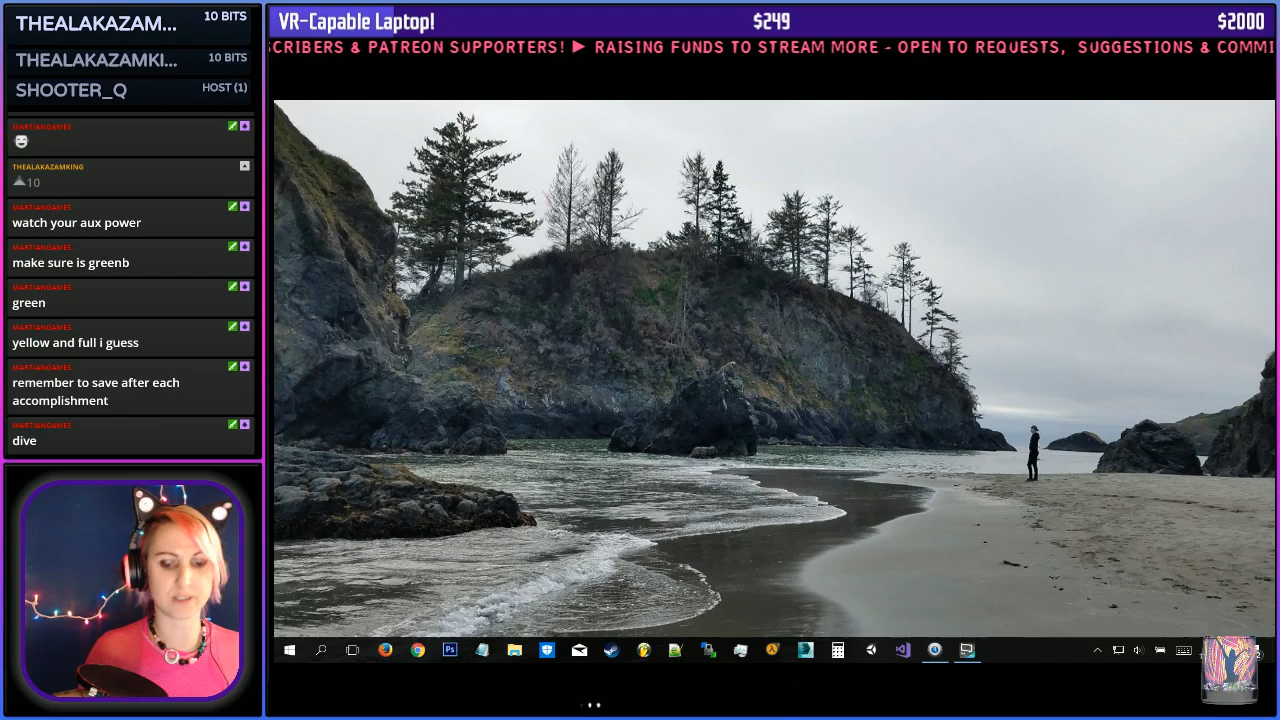 THEALAKAZAM... 10 BITS
THEALAKAZAMKI... 10 BITS
SHOOTER_Q HOST (1)
VR-Capable Laptop! $249 $2000
SCRIBERS & PATREON SUPPORTERS! ▶ RAISING FUNDS TO STREAM MORE - OPEN TO REQUESTS, SUGGESTIONS & COMMI
MARTIANGAMES
THEALAKAZAMKING
10
MARTIANGAMES
watch your aux power
MARTIANGAMES
make sure is greenb
MARTIANGAMES
green
MARTIANGAMES
yellow and full i guess
MARTIANGAMES
remember to save after each
accomplishment
MARTIANGAMES
dive
Ps